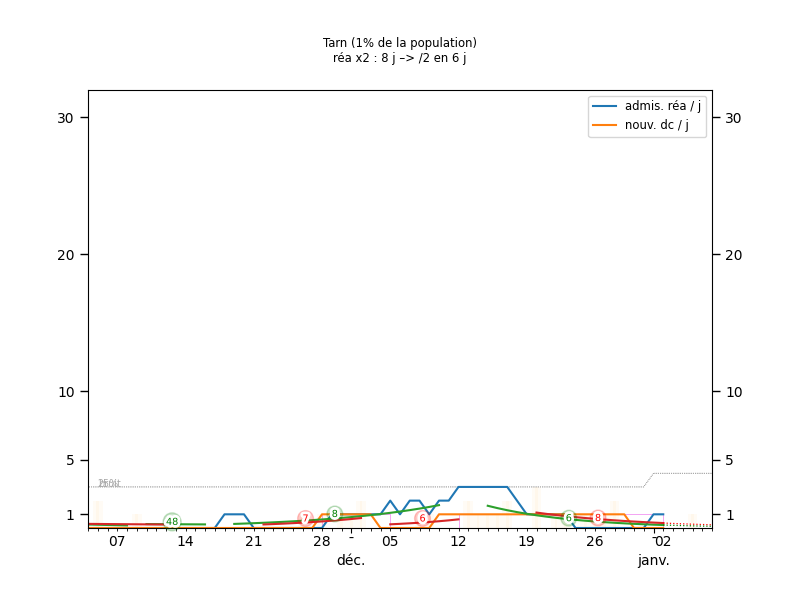 Tarn (1% de la population)
réa x2 : 8 j –> /2 en 6 j
admis. réa / j
nouv. dc / j
30 30
20 20
10 10
5 5
1 1
48 7 8 6 6 8
07 14 21 28 - 05 12 19 26 02
déc. janv.